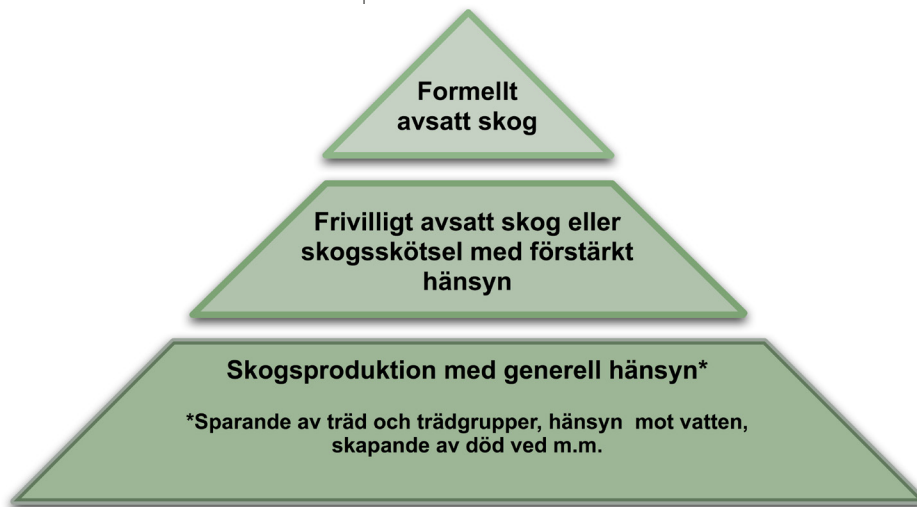 Formellt
avsatt skog
Frivilligt avsatt skog eller
skogsskötsel med förstärkt
hänsyn
Skogsproduktion med generell hänsyn*
*Sparande av träd och trädgrupper, hänsyn mot vatten,
skapande av död ved m.m.